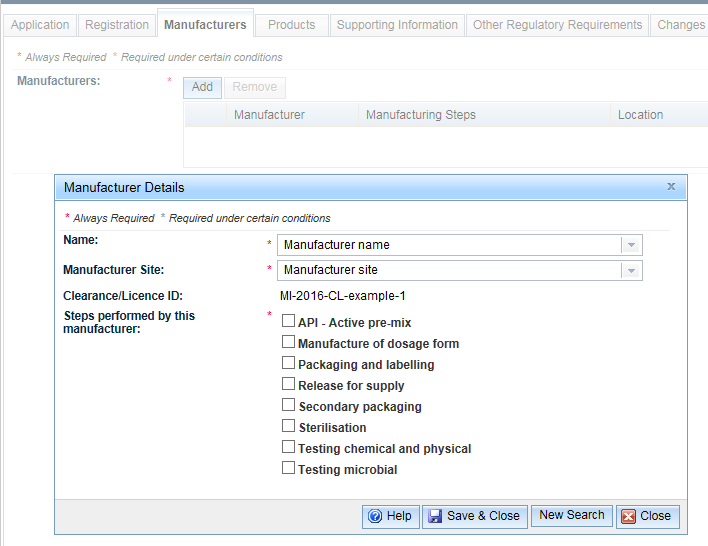 Application Registration Manufacturers Products Supporting Information Other Regulatory Requirements Changes
* Always Required * Required under certain conditions
Manufacturers: * Add Remove
Manufacturer Manufacturing Steps Location
Manufacturer Details x
* Always Required * Required under certain conditions
Name: * Manufacturer name
Manufacturer Site: * Manufacturer site
Clearance/Licence ID: MI-2016-CL-example-1
Steps performed by this * API - Active pre-mix
manufacturer:
Manufacture of dosage form
Packaging and labelling
Release for supply
Secondary packaging
Sterilisation
Testing chemical and physical
Testing microbial
Help Save & Close New Search Close